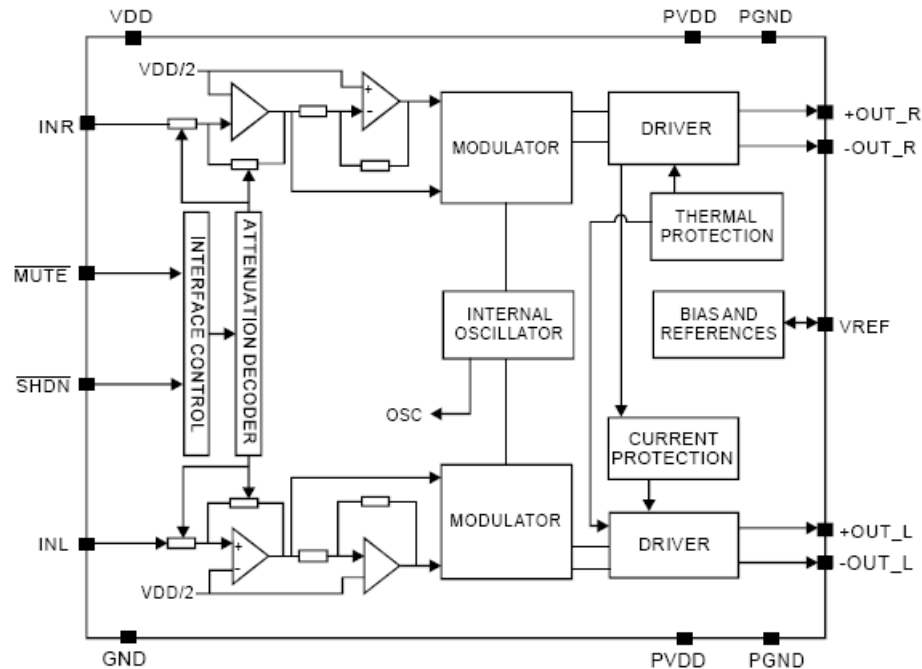 VDD
PVDD
PGND
VDD/2
+
-
INR
MODULATOR
DRIVER
+OUT_R
-OUT_R
THERMAL
PROTECTION
MUTE
INTERFACE CONTROL
ATTENUATION DECODER
INTERNAL
OSCILLATOR
BIAS AND
REFERENCES
VREF
SHDN
OSC
CURRENT
PROTECTION
MODULATOR
DRIVER
+OUT_L
-OUT_L
INL
+
-
VDD/2
GND
PVDD
PGND